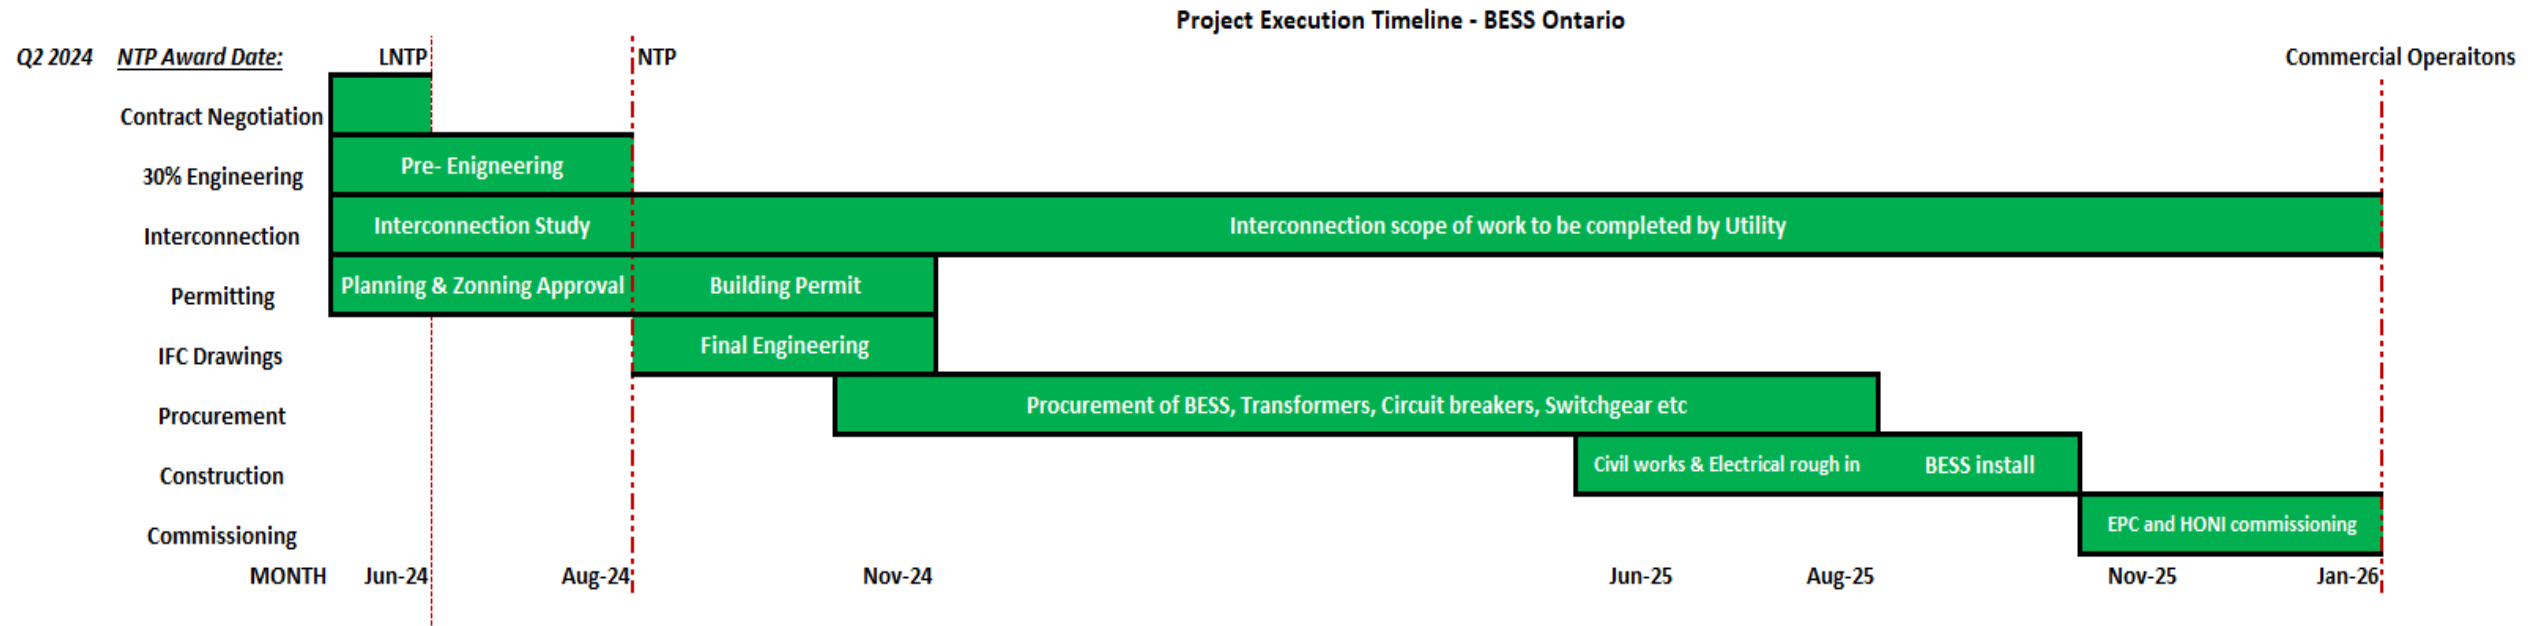 Project Execution Timeline - BESS Ontario
Q2 2024 NTP Award Date: LNTP NTP Commercial Operaitons
Contract Negotiation
30% Engineering Pre- Enigneering
Interconnection Interconnection Study Interconnection scope of work to be completed by Utility
Permitting Planning & Zonning Approval Building Permit
IFC Drawings Final Engineering
Procurement Procurement of BESS, Transformers, Circuit breakers, Switchgear etc
Construction Civil works & Electrical rough in BESS install
Commissioning EPC and HONI commissioning
MONTH Jun-24 Aug-24 Nov-24 Jun-25 Aug-25 Nov-25 Jan-26